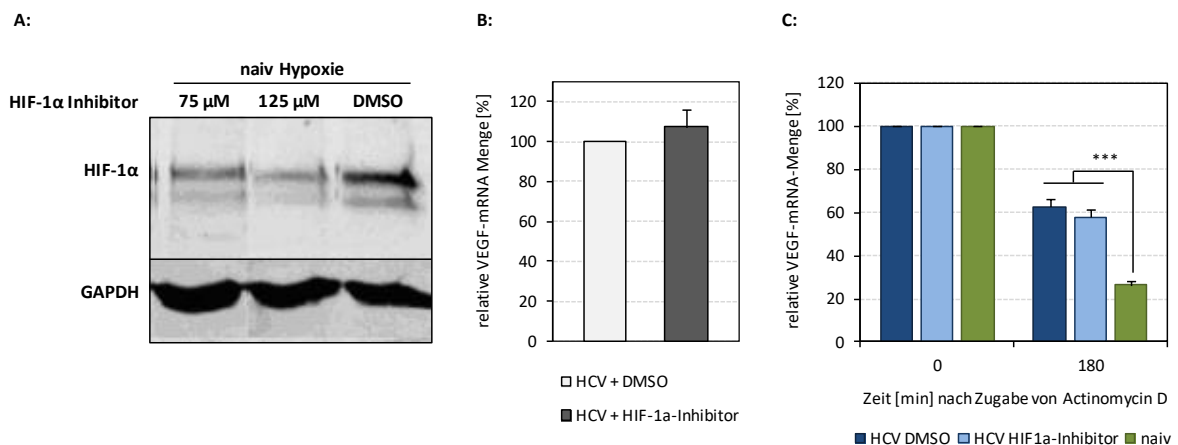 A:
naiv Hypoxie
HIF-1α Inhibitor
75 µM 125 µM DMSO
HIF-1α
GAPDH
B:
relative VEGF-mRNA Menge [%]
120
100
80
60
40
20
0
HCV + DMSO
HCV + HIF-1a-Inhibitor
C:
relative VEGF-mRNA-Menge [%]
120
100
80
60
40
20
0
***
0 180
Zeit [min] nach Zugabe von Actinomycin D
HCV DMSO HCV HIF1a-Inhibitor naiv